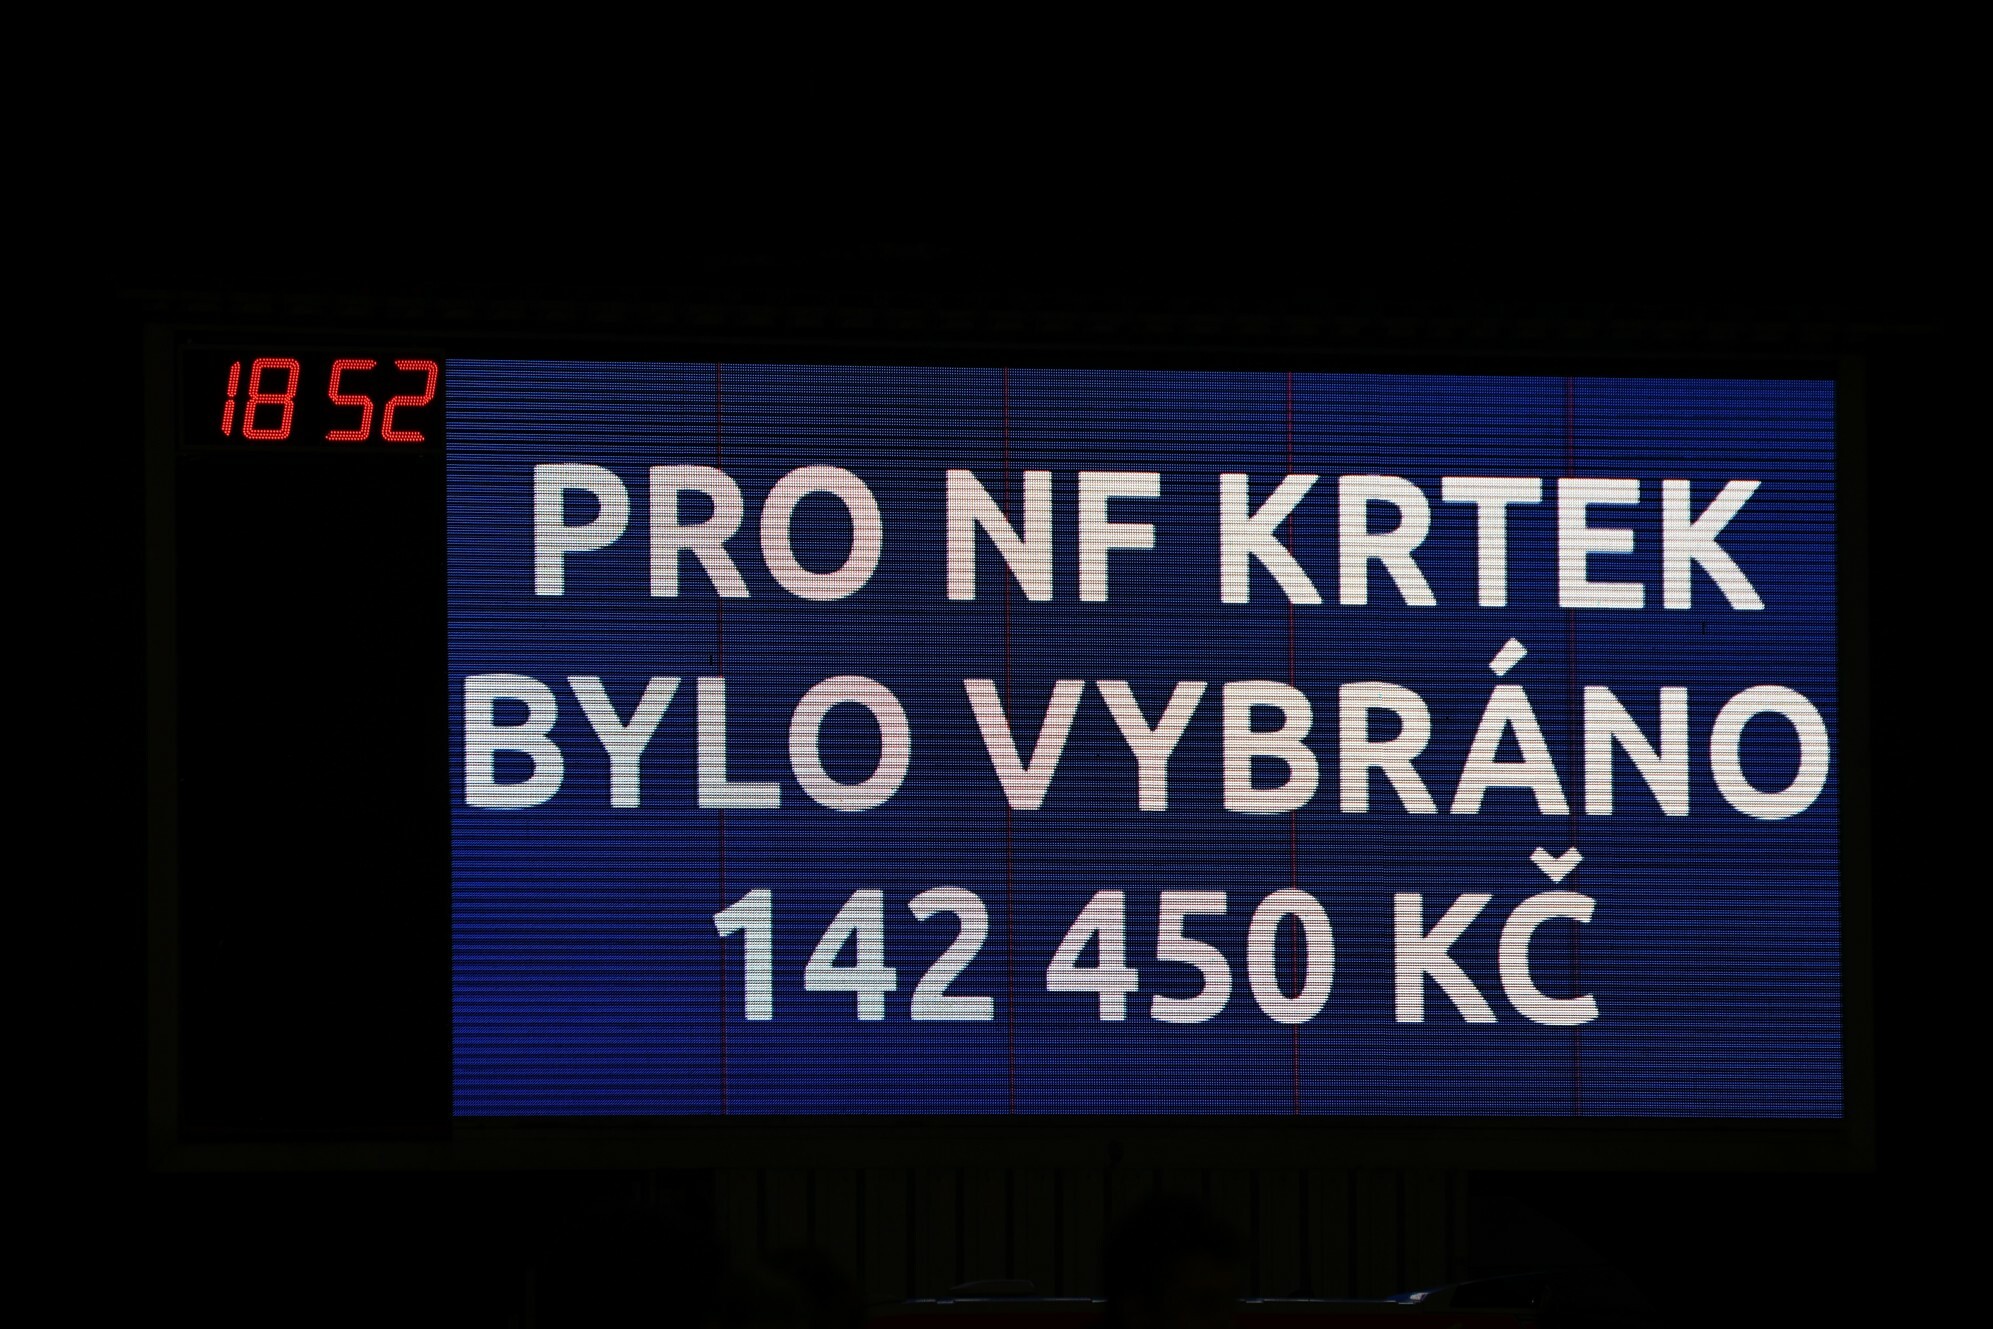 18 52
PRO NF KRTEK
BYLO VYBRÁNO
142 450 KČ